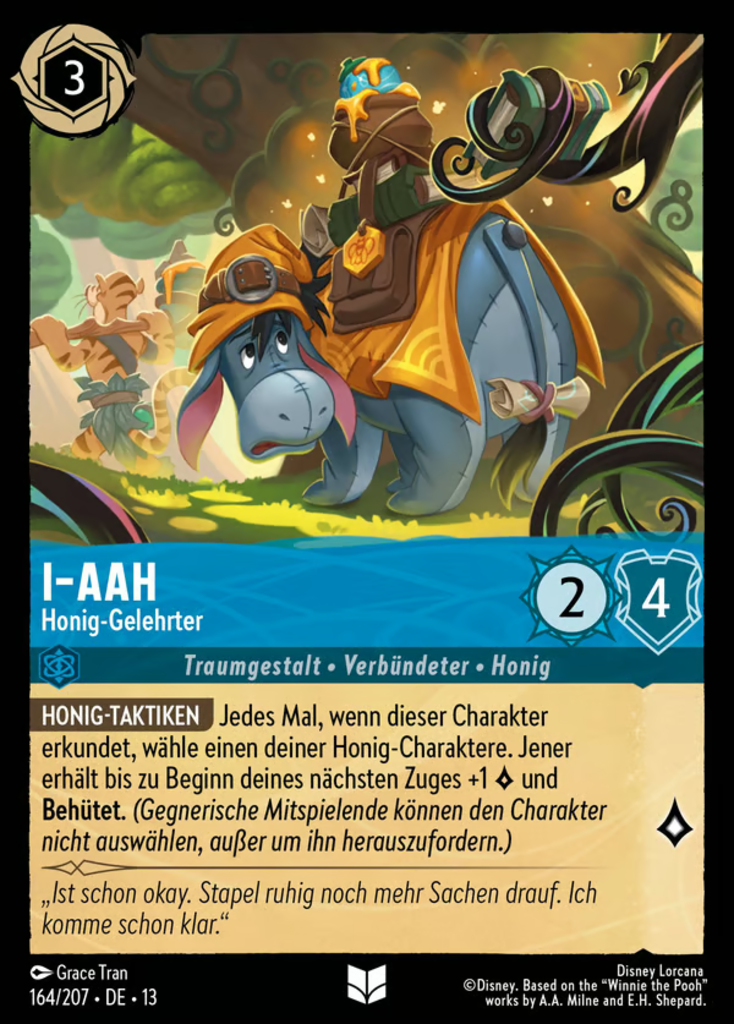 3
I-AAH
Honig-Gelehrter
2
4
Traumgestalt • Verbündeter • Honig
HONIG-TAKTIKEN Jedes Mal, wenn dieser Charakter
erkundet, wähle einen deiner Honig-Charaktere. Jener
erhält bis zu Beginn deines nächsten Zuges +1 und
Behütet. (Gegnerische Mitspielende können den Charakter
nicht auswählen, außer um ihn herauszufordern.)
„Ist schon okay. Stapel ruhig noch mehr Sachen drauf. Ich
komme schon klar.“
Grace Tran
164/207 • DE • 13
Disney Lorcana
©Disney. Based on the “Winnie the Pooh”
works by A.A. Milne and E.H. Shepard.